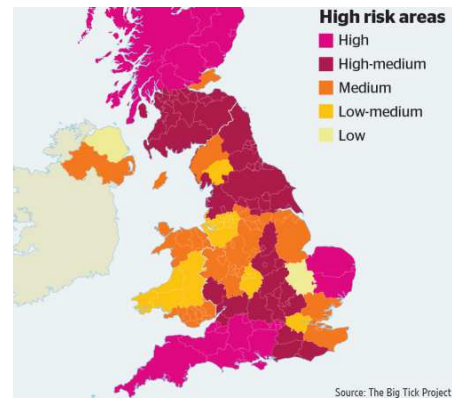 High risk areas
High
High-medium
Medium
Low-medium
Low
Source: The Big Tick Project